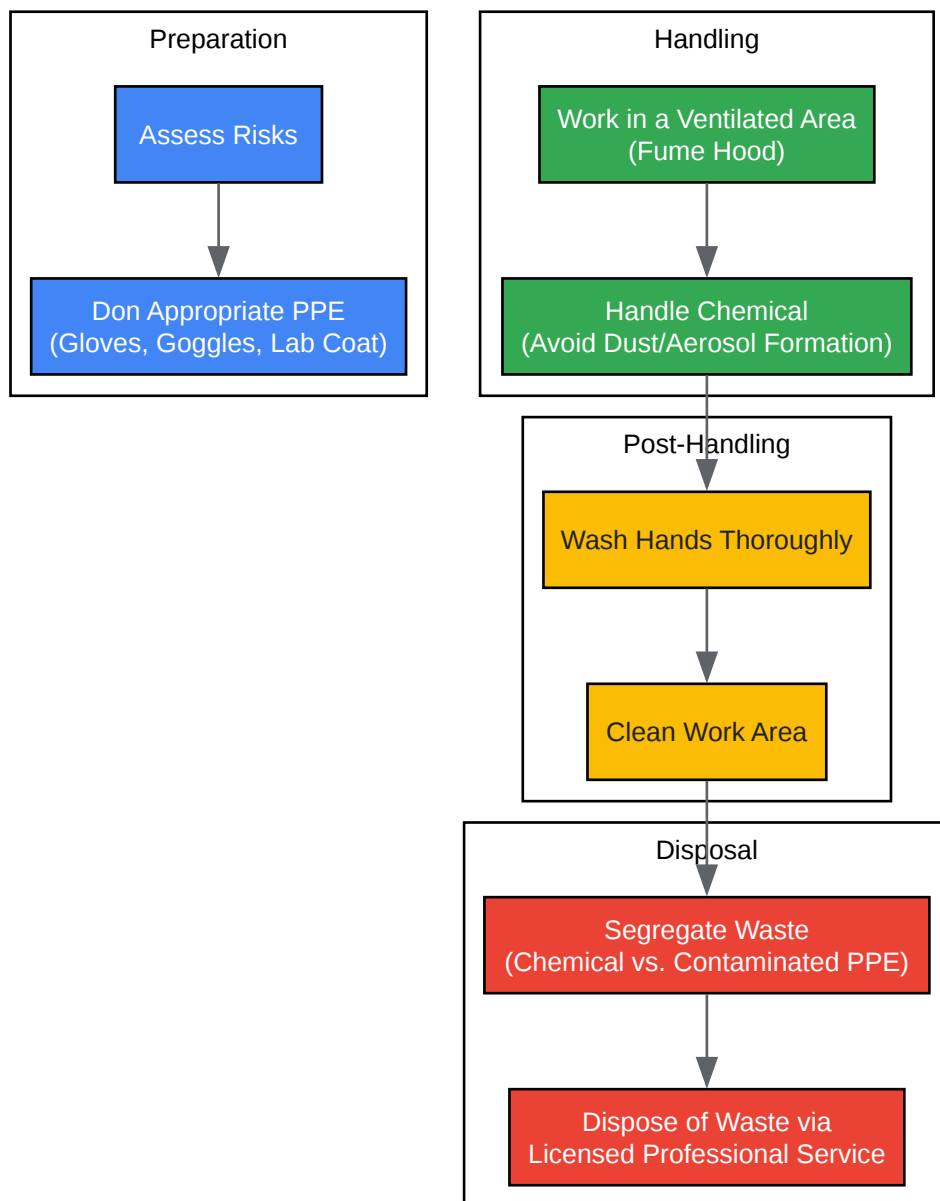 Preparation
Assess Risks
Don Appropriate PPE
(Gloves, Goggles, Lab Coat)
Handling
Work in a Ventilated Area
(Fume Hood)
Handle Chemical
(Avoid Dust/Aerosol Formation)
Post-Handling
Wash Hands Thoroughly
Clean Work Area
Disposal
Segregate Waste
(Chemical vs. Contaminated PPE)
Dispose of Waste via
Licensed Professional Service